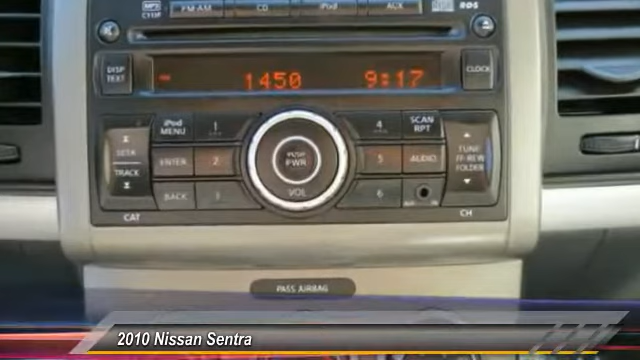 MP3
FM-AM CD iPod AUX RDS
DISP TEXT
1450 9:17
CLOCK
iPod MENU 1 4 SCAN RPT
SEEK TRACK
ENTER 2 PUSH PWR 5 AUDIO
TUNE FF-REW FOLDER
BACK 3 VOL 6
CAT CH
PASS AIRBAG
2010 Nissan Sentra